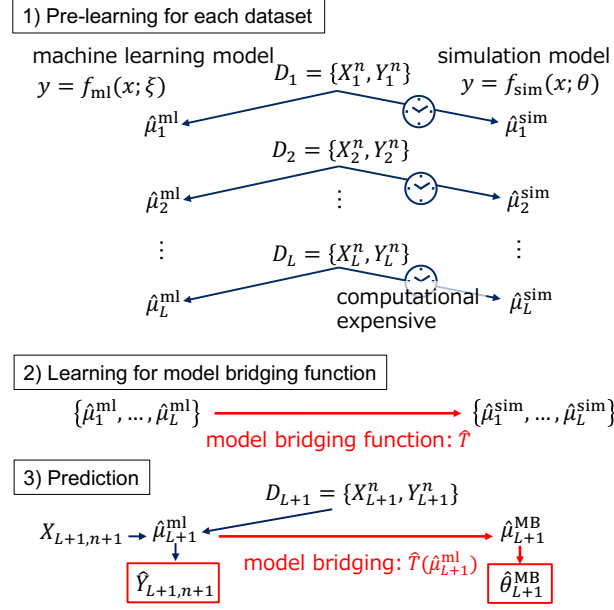 1) Pre-learning for each dataset
machine learning model
simulation model
y = f_ml(x; ξ)
D_1 = {X_1^n, Y_1^n}
y = f_sim(x; θ)
μ̂_1^ml
μ̂_1^sim
D_2 = {X_2^n, Y_2^n}
μ̂_2^ml
⋮
μ̂_2^sim
⋮
⋮
D_L = {X_L^n, Y_L^n}
μ̂_L^ml
computational
expensive
μ̂_L^sim
2) Learning for model bridging function
{μ̂_1^ml, …, μ̂_L^ml}
{μ̂_1^sim, …, μ̂_L^sim}
model bridging function: T̂
3) Prediction
D_{L+1} = {X_{L+1}^n, Y_{L+1}^n}
X_{L+1,n+1}
μ̂_{L+1}^ml
μ̂_{L+1}^MB
model bridging: T̂(μ̂_{L+1}^ml)
Ŷ_{L+1,n+1}
θ̂_{L+1}^MB